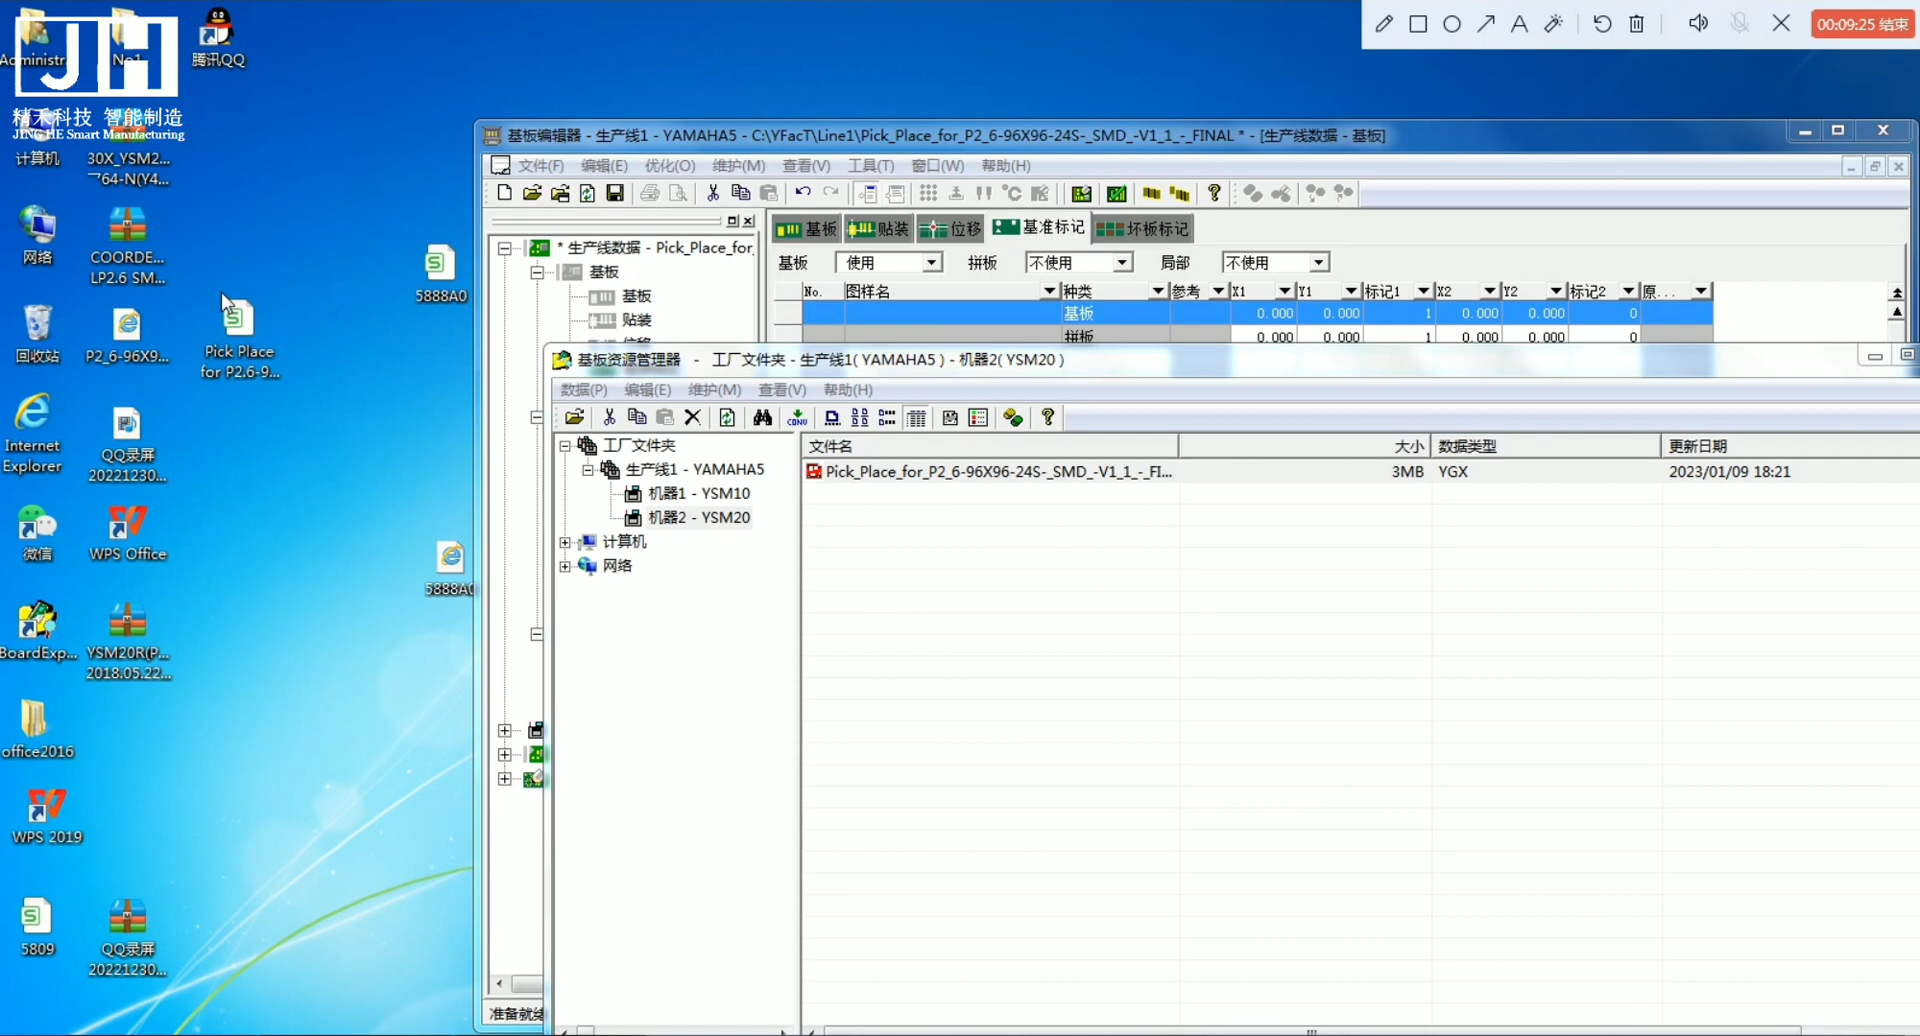 JH
精禾科技 智能制造
JING HE Smart Manufacturing
腾讯QQ
计算机
30X_YSM2...
网络
COORDE...
LP2.6 SM...
回收站
P2_6-96X9...
Pick Place
for P2.6-9...
5888A0
Internet
Explorer
QQ录屏
20221230...
微信
WPS Office
5888A0
BoardExp...
YSM20R(P...
2018.05.22...
office2016
WPS 2019
5809
QQ录屏
20221230...
00:09:25 结束
基板编辑器 - 生产线1 - YAMAHA5 - C:\YFacT\Line1\Pick_Place_for_P2_6-96X96-24S-_SMD_-V1_1_-_FINAL * - [生产线数据 - 基板]
文件(F) 编辑(E) 优化(O) 维护(M) 查看(V) 工具(T) 窗口(W) 帮助(H)
* 生产线数据 - Pick_Place_for_
基板
基板
贴装
基板 贴装 位移 基准标记 坏板标记
基板 使用 拼板 不使用 局部 不使用
No. 图样名 种类 参考 X1 Y1 标记1 X2 Y2 标记2 原...
基板 0.000 0.000 1 0.000 0.000 0
拼板 0.000 0.000 1 0.000 0.000 0
准备就绪
基板资源管理器 - 工厂文件夹 - 生产线1( YAMAHA5 ) - 机器2( YSM20 )
数据(P) 编辑(E) 维护(M) 查看(V) 帮助(H)
工厂文件夹
生产线1 - YAMAHA5
机器1 - YSM10
机器2 - YSM20
计算机
网络
文件名 大小 数据类型 更新日期
Pick_Place_for_P2_6-96X96-24S-_SMD_-V1_1_-_FI... 3MB YGX 2023/01/09 18:21